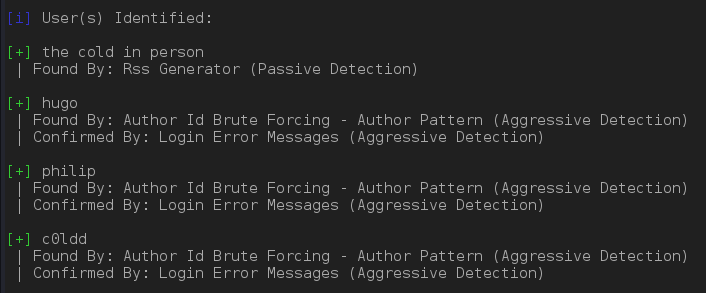 [i] User(s) Identified:
[+] the cold in person
| Found By: Rss Generator (Passive Detection)
[+] hugo
| Found By: Author Id Brute Forcing - Author Pattern (Aggressive Detection)
| Confirmed By: Login Error Messages (Aggressive Detection)
[+] philip
| Found By: Author Id Brute Forcing - Author Pattern (Aggressive Detection)
| Confirmed By: Login Error Messages (Aggressive Detection)
[+] c0ldd
| Found By: Author Id Brute Forcing - Author Pattern (Aggressive Detection)
| Confirmed By: Login Error Messages (Aggressive Detection)